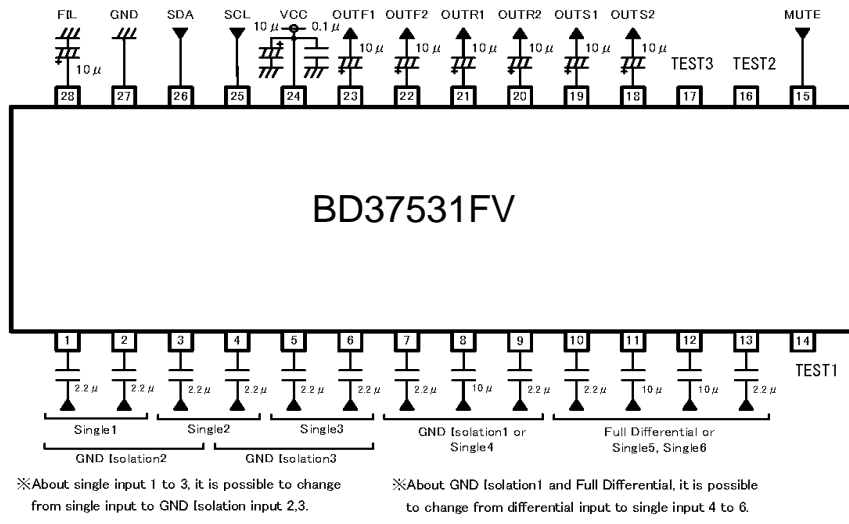 FIL GND SDA SCL VCC OUTF1 OUTF2 OUTR1 OUTR2 OUTS1 OUTS2 MUTE
10μ 0.1μ
10μ 10μ 10μ 10μ 10μ 10μ 10μ
TEST3 TEST2
28 27 26 25 24 23 22 21 20 19 18 17 16 15
BD37531FV
1 2 3 4 5 6 7 8 9 10 11 12 13 14
TEST1
2.2μ 2.2μ 2.2μ 2.2μ 2.2μ 2.2μ 2.2μ 10μ 2.2μ 2.2μ 10μ 10μ 2.2μ
Single1 Single2 Single3
GND Isolation2 GND Isolation3
GND Isolation1 or
Single4
Full Differential or
Single5, Single6
※About single input 1 to 3, it is possible to change
from single input to GND Isolation input 2,3.
※About GND Isolation1 and Full Differential, it is possible
to change from differential input to single input 4 to 6.